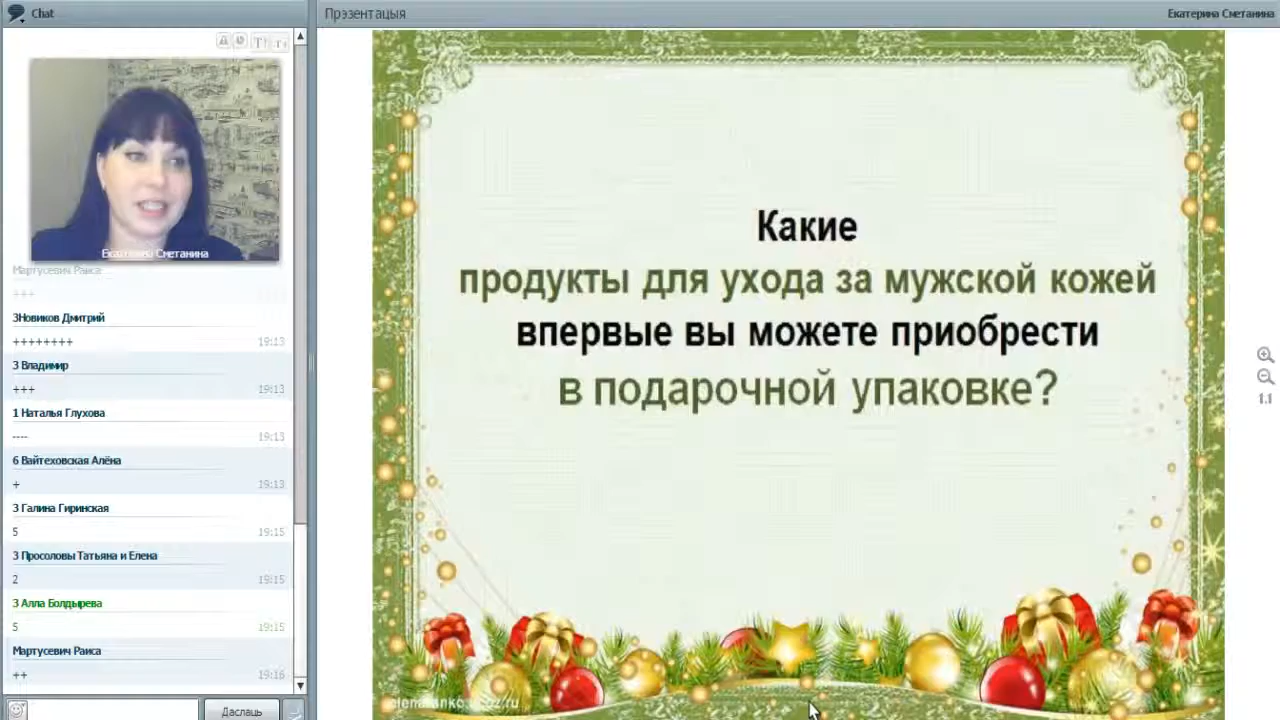 Chat
Прэзентацыя
Екатерина Сметанина
Екатерина Сметанина
Мартусевич Раиса
+++
3Новиков Дмитрий
++++++++
19:13
3 Владимир
+++
19:13
1 Наталья Глухова
----
19:13
6 Вайтеховская Алёна
+
19:13
3 Галина Гиринская
5
19:15
3 Просоловы Татьяна и Елена
2
19:15
3 Алла Болдырева
5
19:15
Мартусевич Раиса
++
19:16
Даслаць
Какие
продукты для ухода за мужской кожей
впервые вы можете приобрести
в подарочной упаковке?
1:1